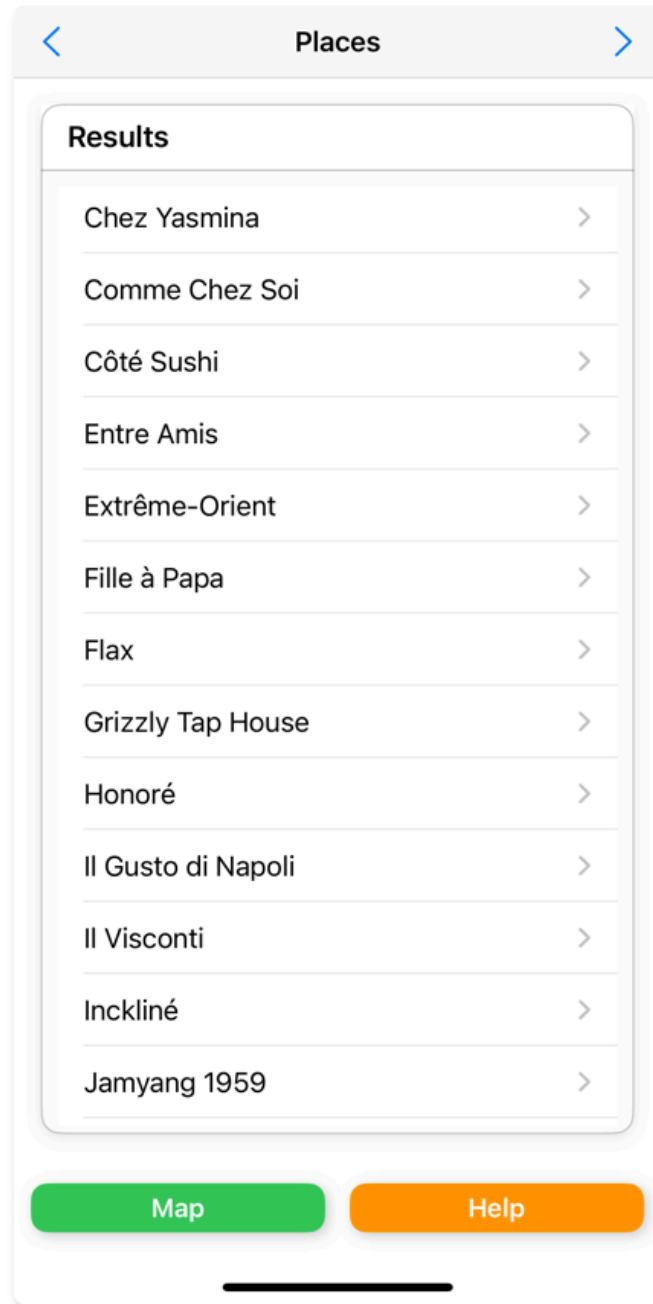 Places
Results
Chez Yasmina
Comme Chez Soi
Côté Sushi
Entre Amis
Extrême-Orient
Fille à Papa
Flax
Grizzly Tap House
Honoré
Il Gusto di Napoli
Il Visconti
Inckliné
Jamyang 1959
Map
Help